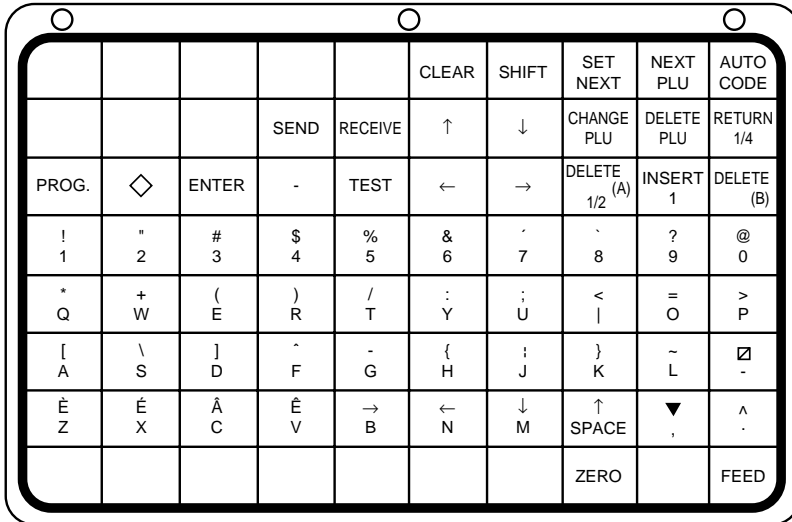 CLEAR SHIFT SET NEXT AUTO
NEXT PLU CODE
SEND RECEIVE ↑ ↓ CHANGE DELETE RETURN
PLU PLU 1/4
PROG. ◇ ENTER - TEST ← → DELETE (A) INSERT DELETE
1/2 1 (B)
! " # $ % & ´ ` ? @
1 2 3 4 5 6 7 8 9 0
* + ( ) / : ; < = >
Q W E R T Y U | O P
[ \ ] ˆ - { ¦ } ~ ⍁
A S D F G H J K L -
È É Â Ê → ← ↓ ↑ ▼ ^
Z X C V B N M SPACE , .
ZERO FEED